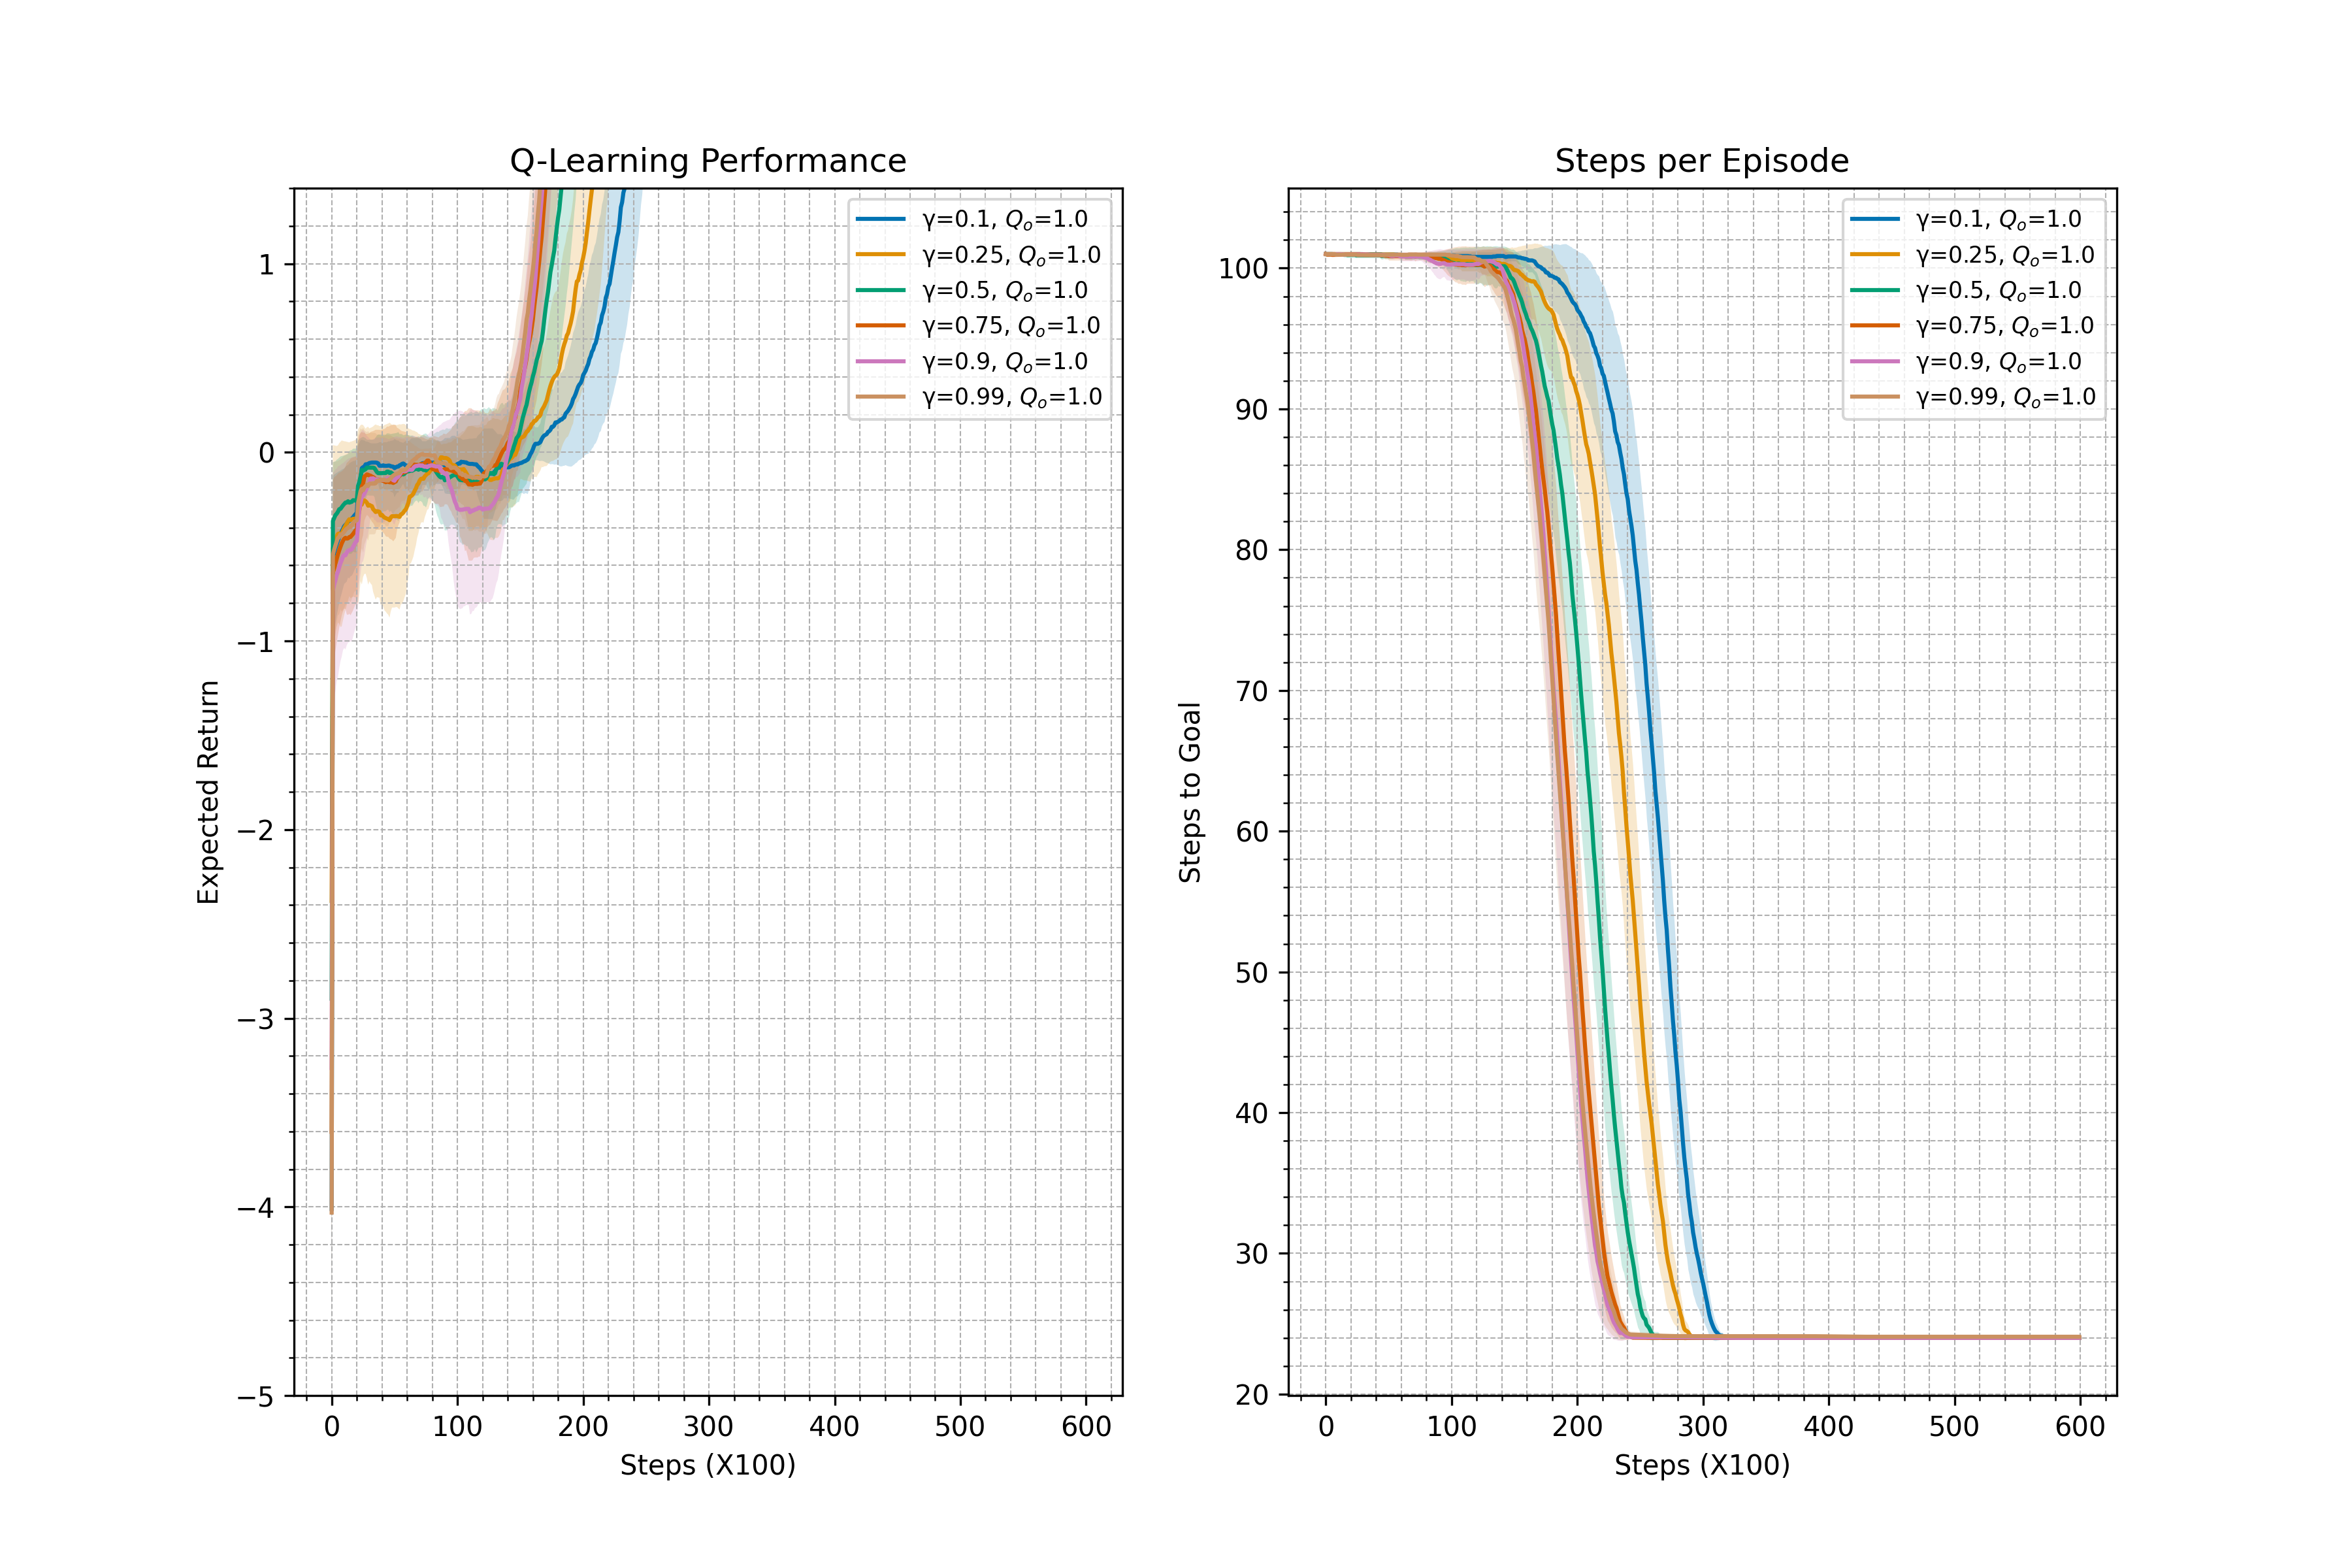 Q-Learning Performance
1
0
−1
−2
−3
−4
−5
Expected Return
0 100 200 300 400 500 600
Steps (X100)
γ=0.1, Qₒ=1.0
γ=0.25, Qₒ=1.0
γ=0.5, Qₒ=1.0
γ=0.75, Qₒ=1.0
γ=0.9, Qₒ=1.0
γ=0.99, Qₒ=1.0
Steps per Episode
100
90
80
70
60
50
40
30
20
Steps to Goal
0 100 200 300 400 500 600
Steps (X100)
γ=0.1, Qₒ=1.0
γ=0.25, Qₒ=1.0
γ=0.5, Qₒ=1.0
γ=0.75, Qₒ=1.0
γ=0.9, Qₒ=1.0
γ=0.99, Qₒ=1.0